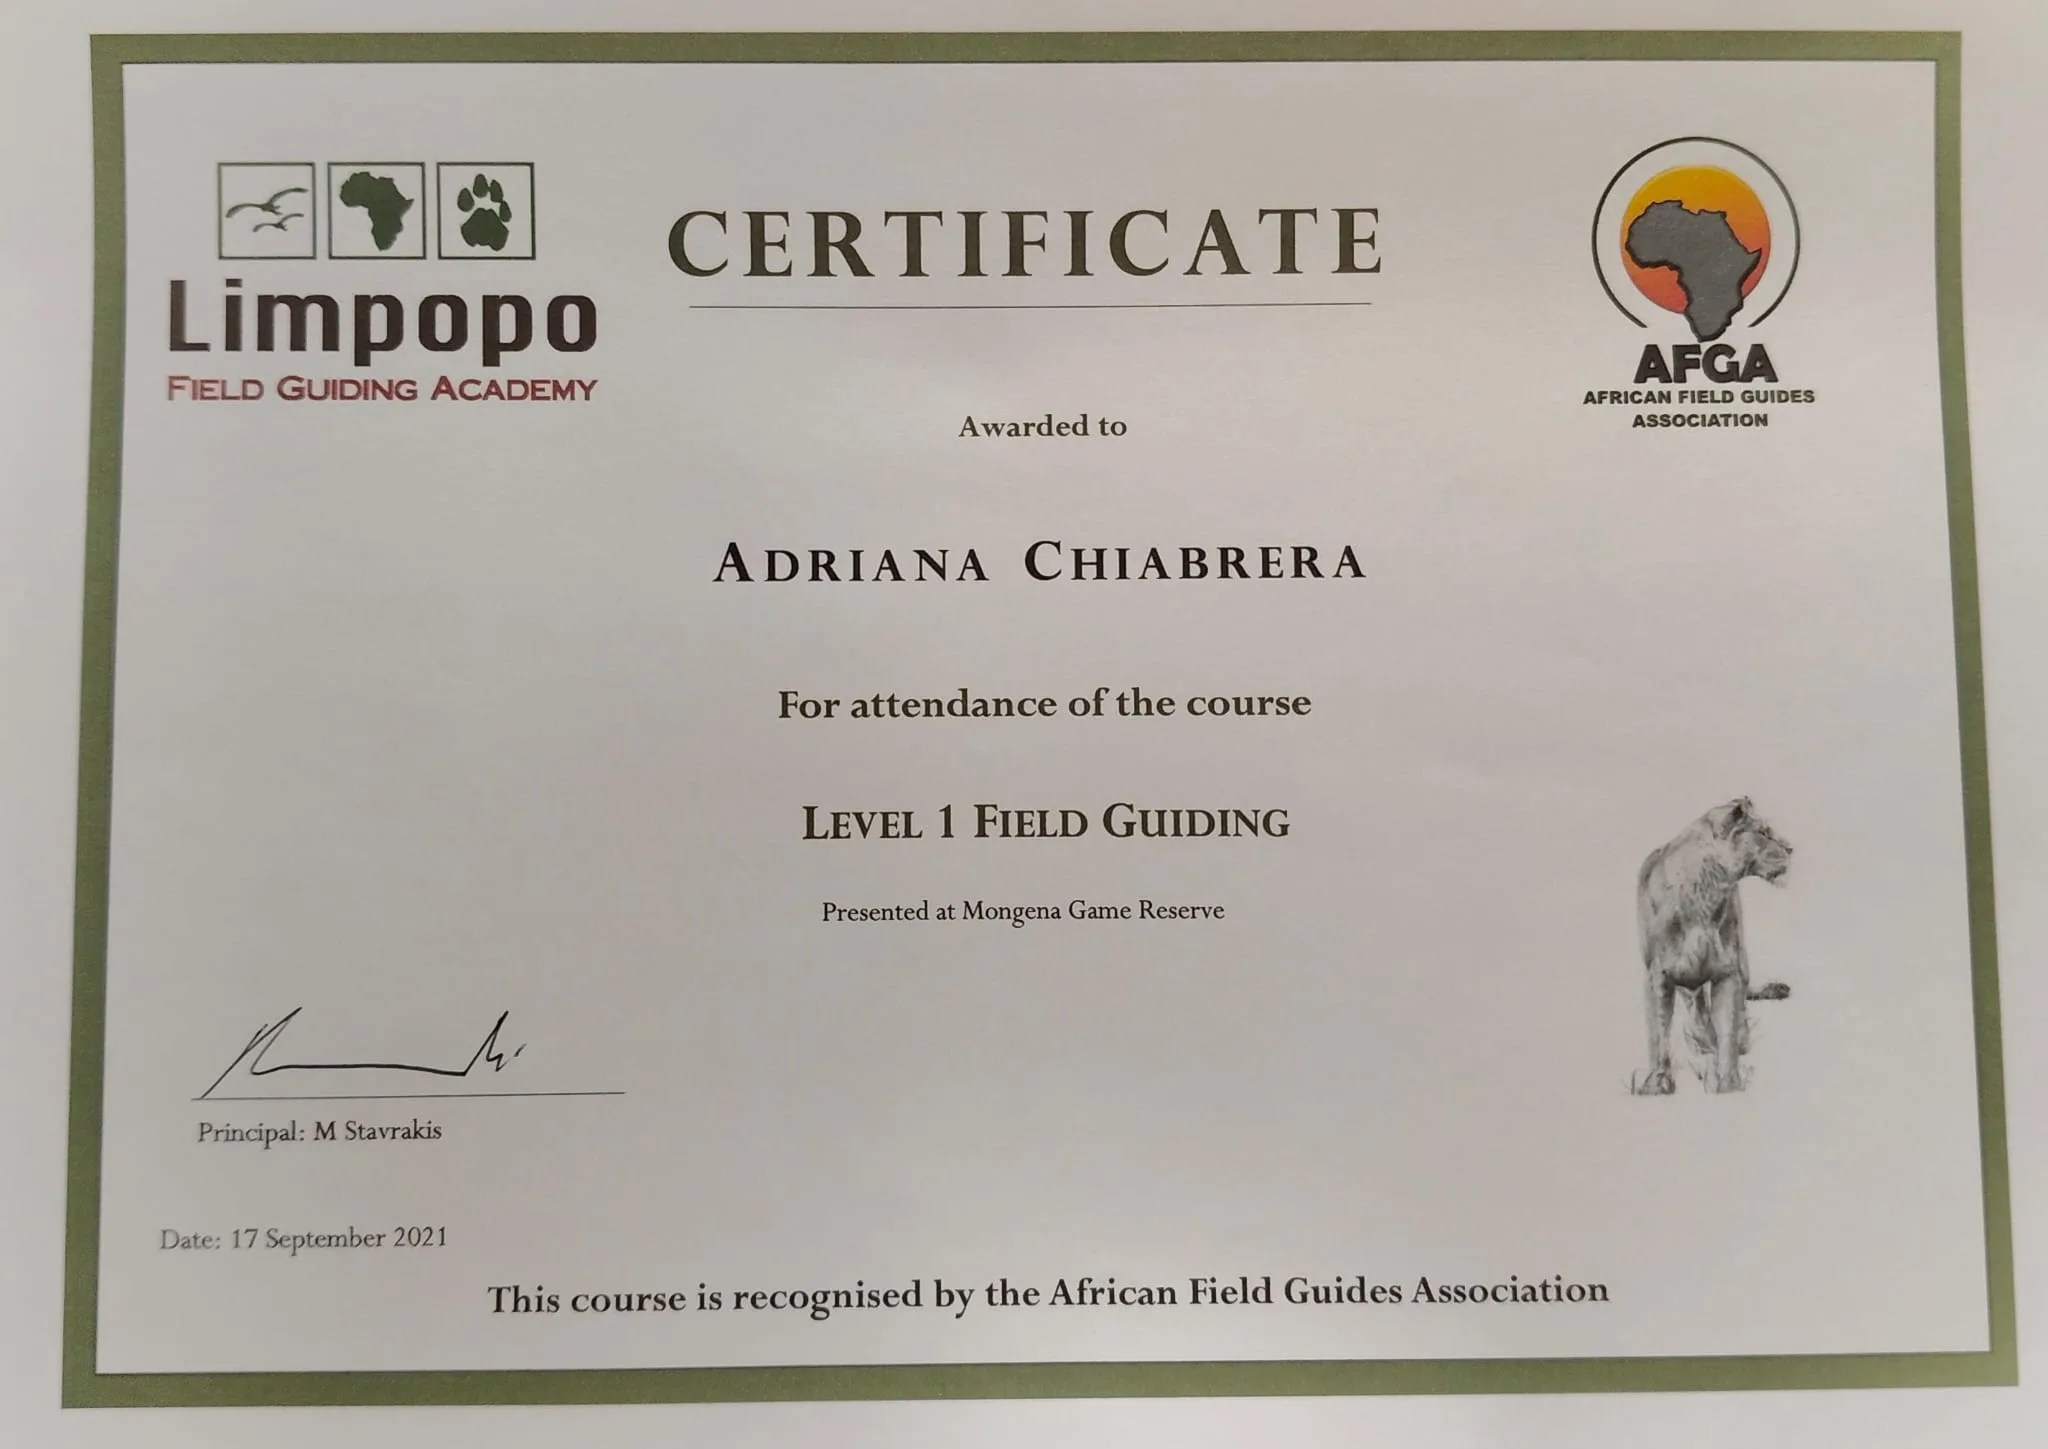 Limpopo
FIELD GUIDING ACADEMY
CERTIFICATE
AFGA
AFRICAN FIELD GUIDES
ASSOCIATION
Awarded to
ADRIANA CHIABRERA
For attendance of the course
LEVEL 1 FIELD GUIDING
Presented at Mongena Game Reserve
Principal: M Stavrakis
Date: 17 September 2021
This course is recognised by the African Field Guides Association